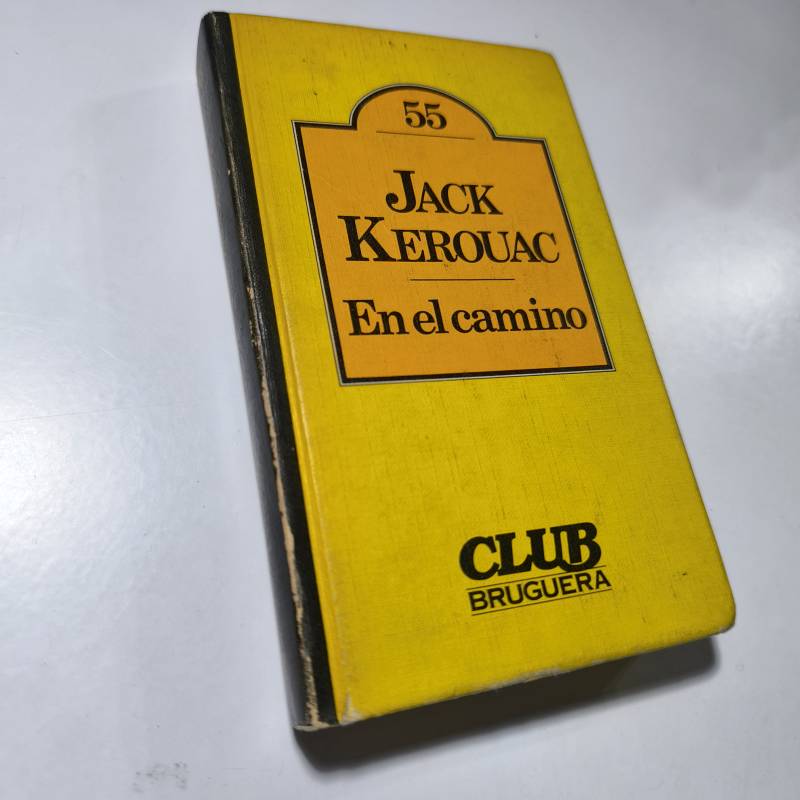 55
JACK
KEROUAC
En el camino
CLUB
BRUGUERA